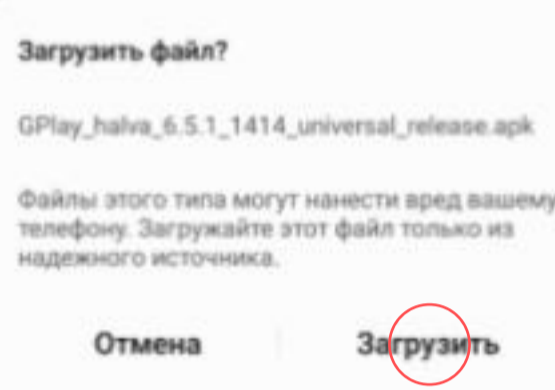 Загрузить файл?
GPlay_halva_6.5.1_1414_universal_release.apk
Файлы этого типа могут нанести вред вашему
телефону. Загружайте этот файл только из
надежного источника.
Отмена Загрузить